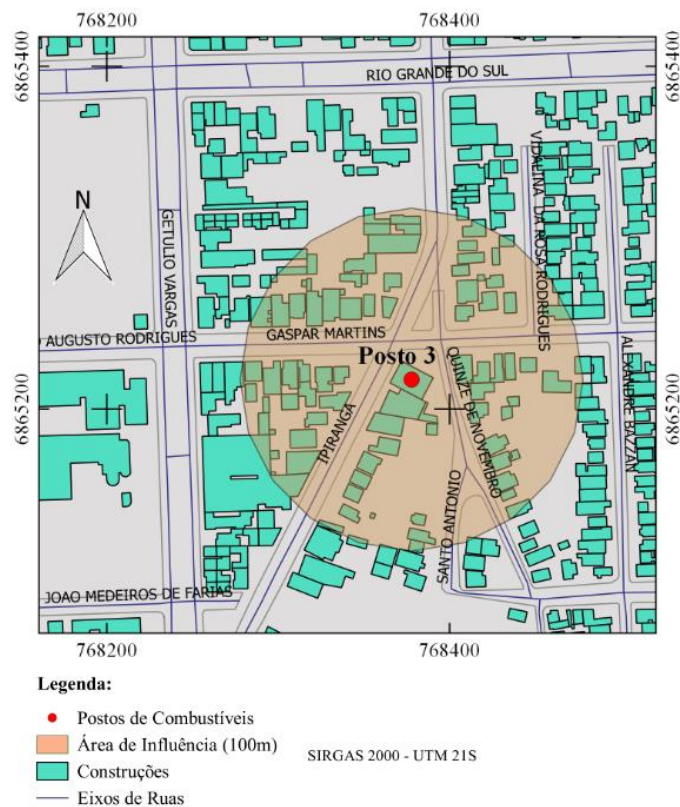 768200
768400
6865400
6865400
RIO GRANDE DO SUL
VIDALINA DA ROSA RODRIGUES
N
GETULIO VARGAS
O AUGUSTO RODRIGUES
GASPAR MARTINS
Posto 3
ALEXANDRE BAZZAN
QUINZE DE NOVEMBRO
6865200
6865200
IPIRANGA
SANTO ANTONIO
JOAO MEDEIROS DE FARIAS
768200
768400
Legenda:
Postos de Combustíveis
Área de Influência (100m)
SIRGAS 2000 - UTM 21S
Construções
Eixos de Ruas